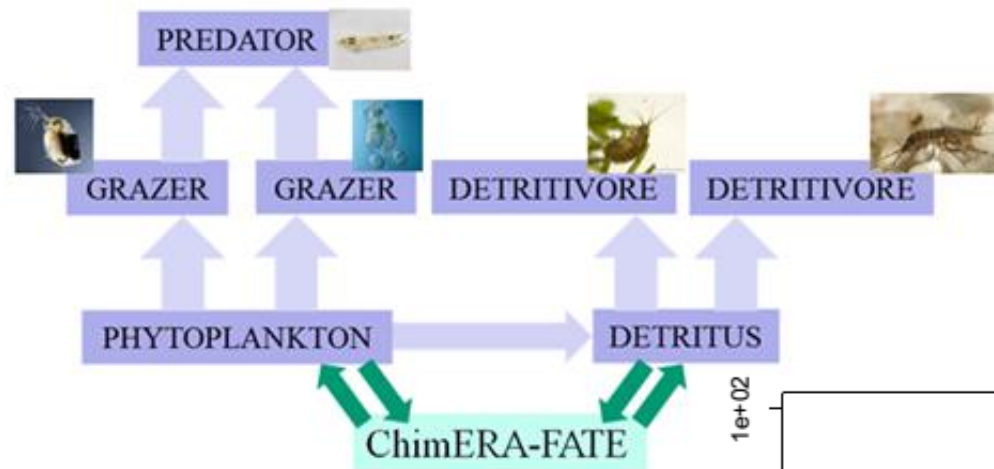 PREDATOR
GRAZER GRAZER DETRITIVORE DETRITIVORE
PHYTOPLANKTON DETRITUS
ChimERA-FATE
1e+02